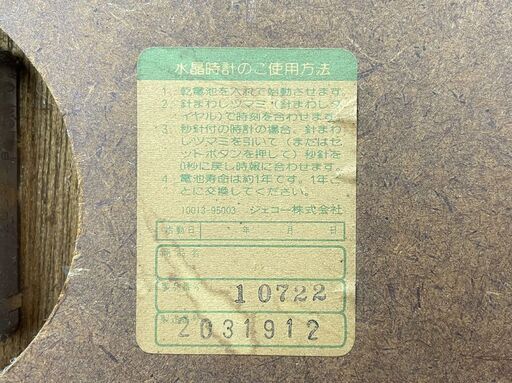 水晶時計のご使用方法
1. 乾電池を入れて始動させます。
2. 針まわしツマミ（針まわしダ
イヤル）で時刻を合わせます。
3. 秒針付の時計の場合、針まわ
しツマミを引いて（またはセ
ットボタンを押して）秒針を
0秒に戻し時報に合わせます。
4. 電池寿命は約1年です。1年ご
とに交換してください。
10013-95003 ジェコー株式会社
始動日 年 月 日
10722
2031912